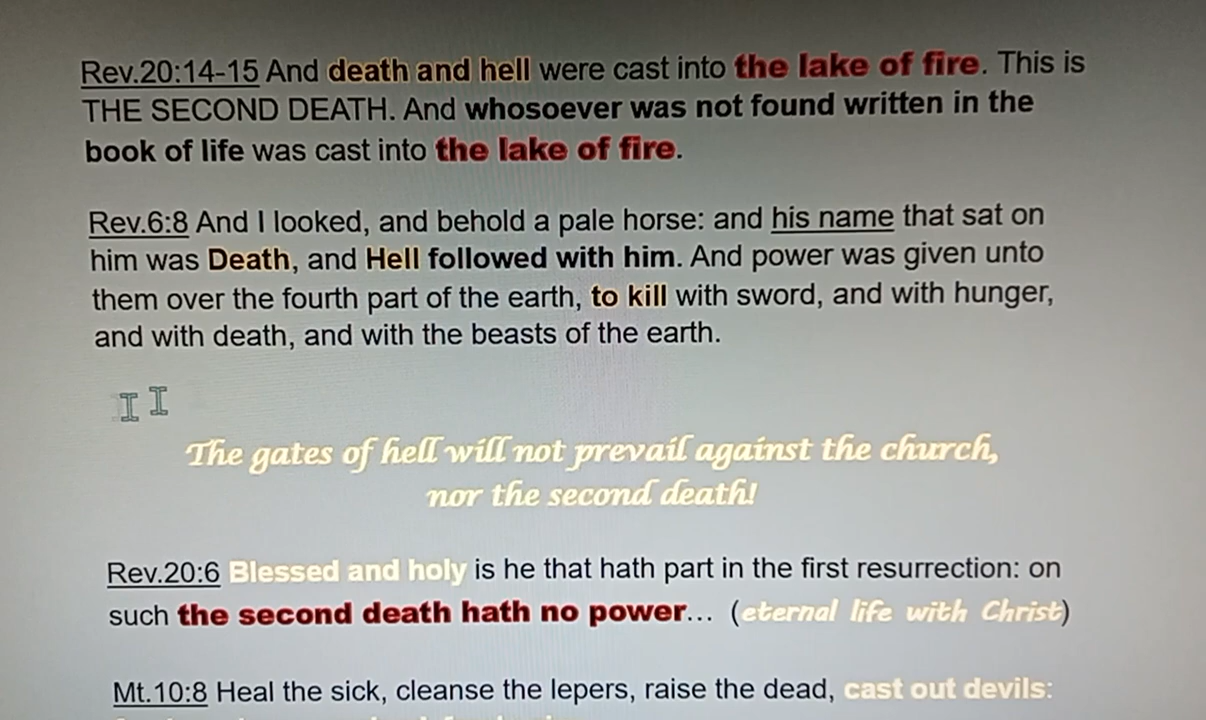 Rev.20:14-15 And death and hell were cast into the lake of fire. This is
THE SECOND DEATH. And whosoever was not found written in the
book of life was cast into the lake of fire.
Rev.6:8 And I looked, and behold a pale horse: and his name that sat on
him was Death, and Hell followed with him. And power was given unto
them over the fourth part of the earth, to kill with sword, and with hunger,
and with death, and with the beasts of the earth.
The gates of hell will not prevail against the church,
nor the second death!
Rev.20:6 Blessed and holy is he that hath part in the first resurrection: on
such the second death hath no power... (eternal life with Christ)
Mt.10:8 Heal the sick, cleanse the lepers, raise the dead, cast out devils: